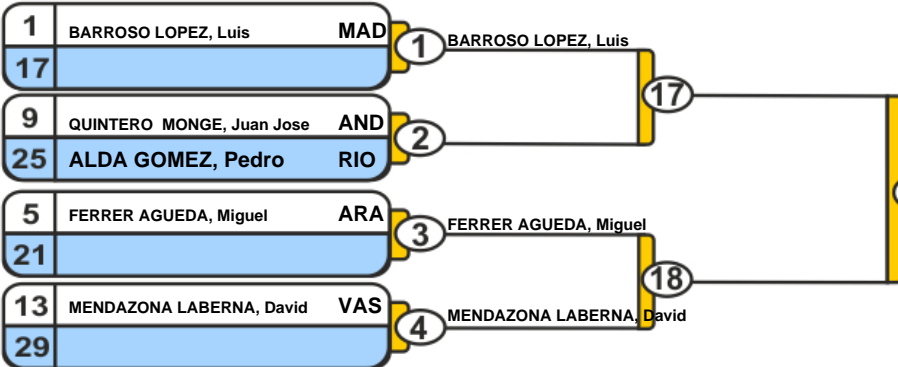 1 BARROSO LOPEZ, Luis MAD
17
1 BARROSO LOPEZ, Luis
17
9 QUINTERO MONGE, Juan Jose AND
25 ALDA GOMEZ, Pedro RIO
2
5 FERRER AGUEDA, Miguel ARA
21
3 FERRER AGUEDA, Miguel
18
13 MENDAZONA LABERNA, David VAS
29
4 MENDAZONA LABERNA, David